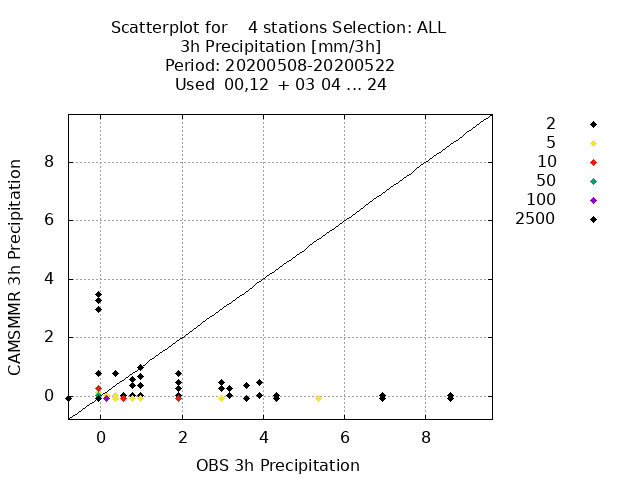 Scatterplot for 4 stations Selection: ALL
3h Precipitation [mm/3h]
Period: 20200508-20200522
Used 00,12 + 03 04 ... 24
2
5
10
50
100
2500
CAMSMMR 3h Precipitation
8
6
4
2
0
0 2 4 6 8
OBS 3h Precipitation